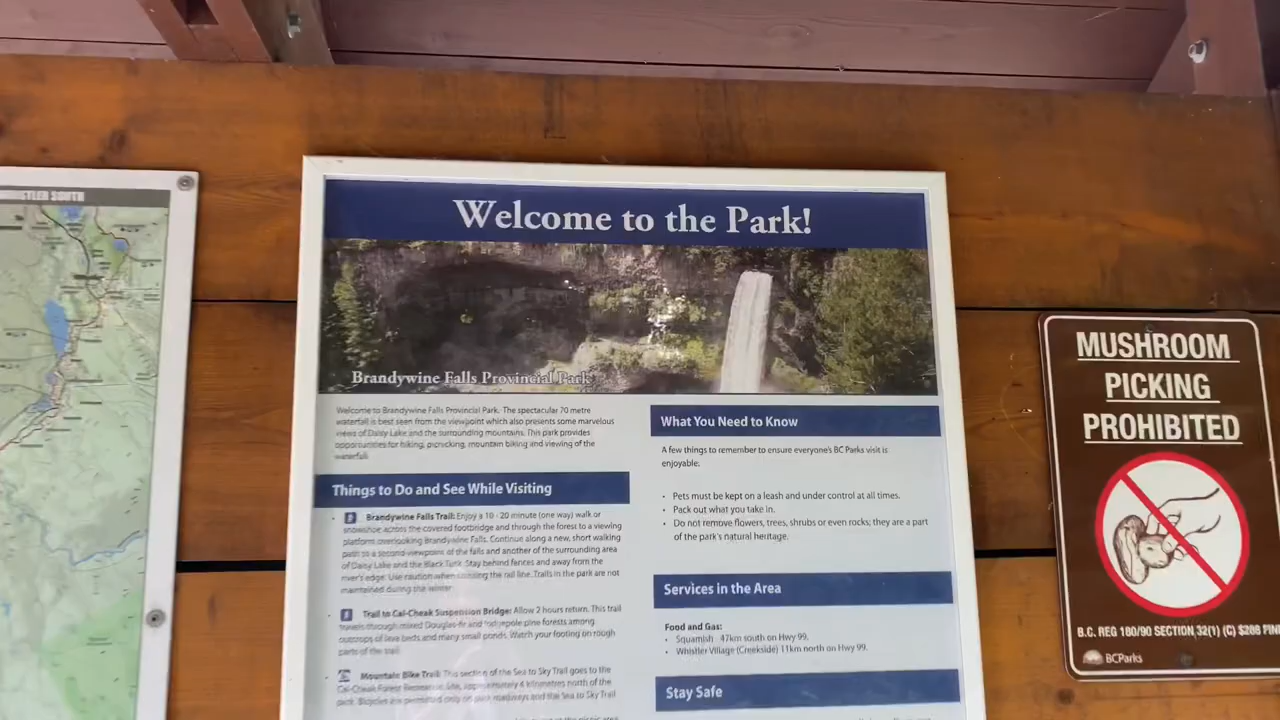 WHISTLER SOUTH
Welcome to the Park!
Brandywine Falls Provincial Park
Welcome to Brandywine Falls Provincial Park. The spectacular 70 metre
waterfall is best seen from the viewpoint which also presents some marvelous
views of Daisy Lake and the surrounding mountains. This park provides
opportunities for hiking, picnicking, mountain biking and viewing of the
waterfall.
Things to Do and See While Visiting
Brandywine Falls Trail: Enjoy a 10 - 20 minute (one way) walk or
snowshoe across the covered footbridge and through the forest to a viewing
platform overlooking Brandywine Falls. Continue along a new, short walking
path to a second viewpoint of the falls and another of the surrounding area
of Daisy Lake and the Black Tusk. Stay behind fences and away from the
river's edge. Use caution when crossing the rail line. Trails in the park are not
maintained during the winter.
Trail to Cal-Cheak Suspension Bridge: Allow 2 hours return. This trail
travels through mixed Douglas-fir and lodgepole pine forests among
outcrops of lava beds and many small ponds. Watch your footing on rough
parts of the trail.
Mountain Bike Trail: This section of the Sea to Sky Trail goes to the
Cal-Cheak Forest Recreation Site, approximately 4 kilometres north of the
park. Bicycles are permitted only on park roadways and the Sea to Sky Trail
What You Need to Know
A few things to remember to ensure everyone's BC Parks visit is
enjoyable.
• Pets must be kept on a leash and under control at all times.
• Pack out what you take in.
• Do not remove flowers, trees, shrubs or even rocks; they are a part
of the park's natural heritage.
Services in the Area
Food and Gas:
• Squamish - 47km south on Hwy 99.
• Whistler Village (Creekside) 11km north on Hwy 99.
Stay Safe
MUSHROOM
PICKING
PROHIBITED
B.C. REG 180/90 SECTION 32(1) (C) $288 FINE
BCParks